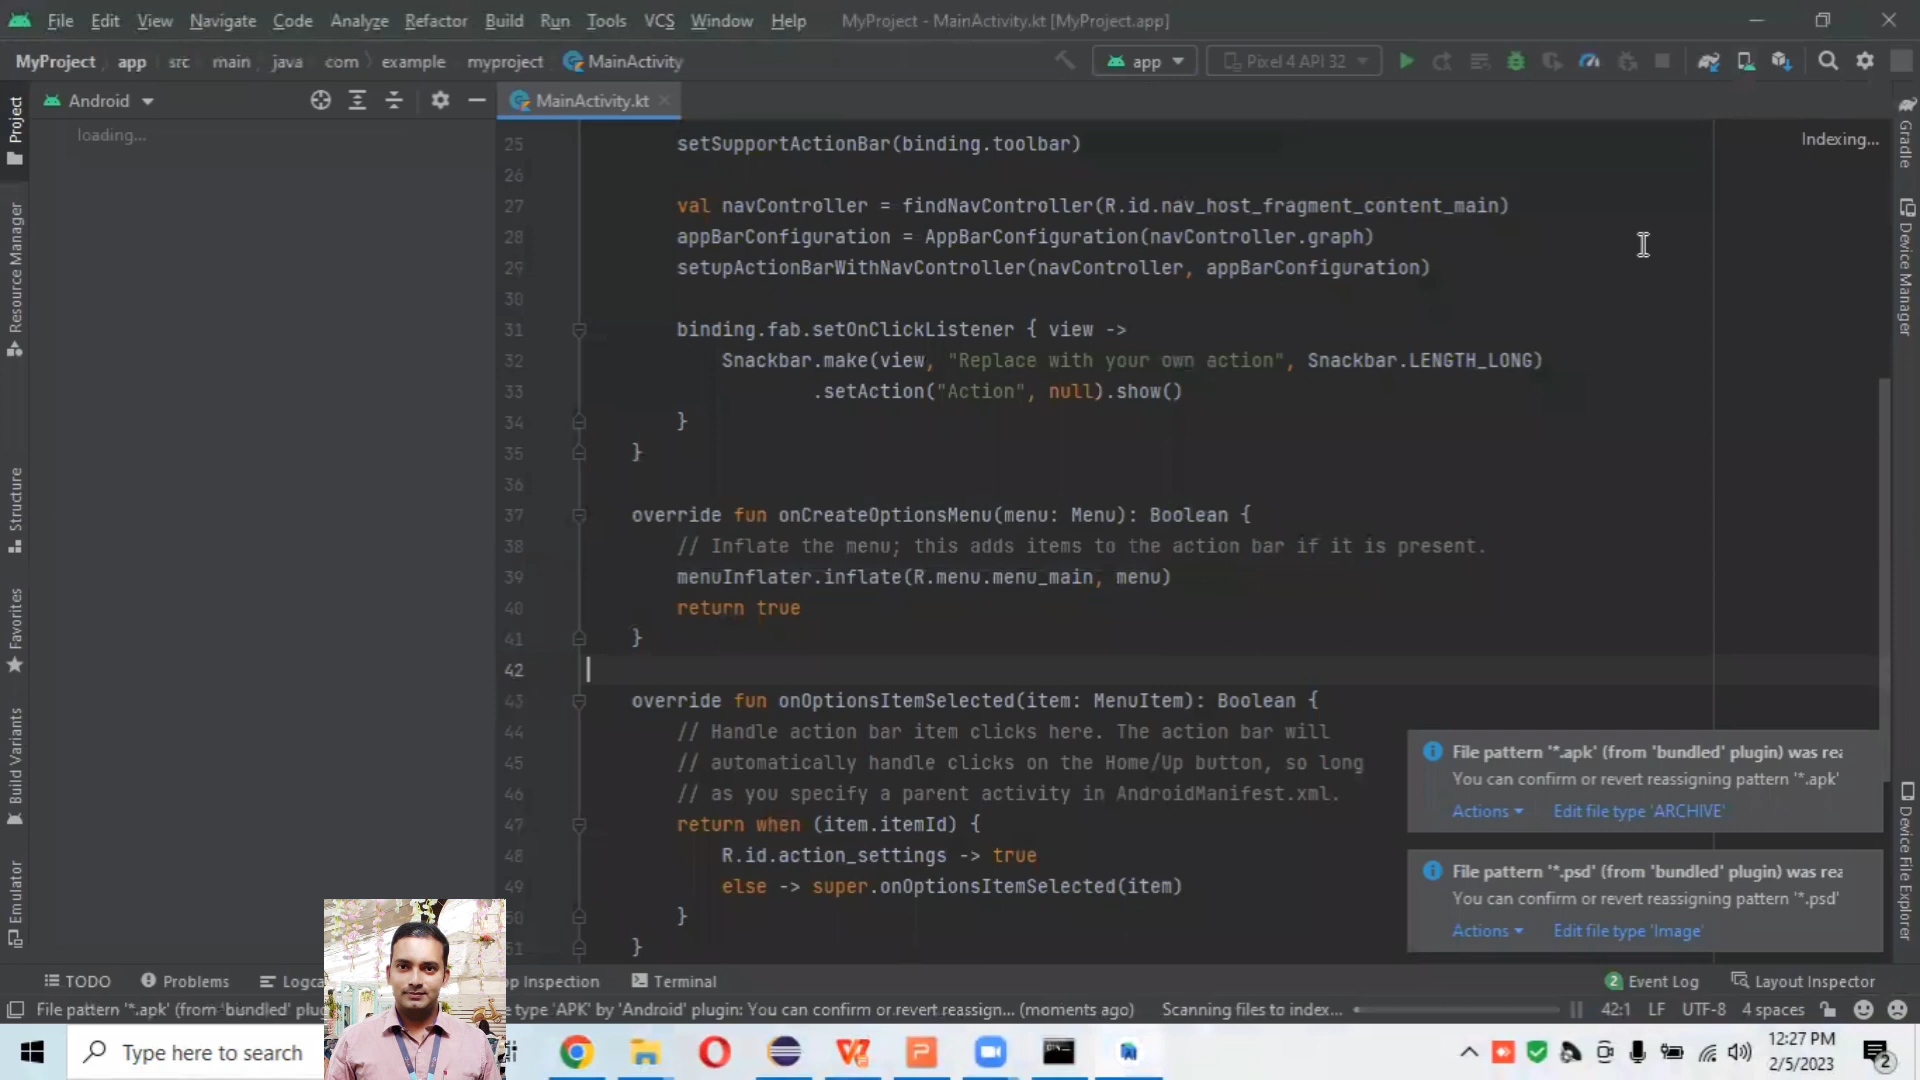 File Edit View Navigate Code Analyze Refactor Build Run Tools VCS Window Help MyProject - MainActivity.kt [MyProject.app]
MyProject app src main java com example myproject MainActivity app Pixel 4 API 32
Android MainActivity.kt
loading...
Indexing...
25 setSupportActionBar(binding.toolbar)
26
27 val navController = findNavController(R.id.nav_host_fragment_content_main)
28 appBarConfiguration = AppBarConfiguration(navController.graph)
29 setupActionBarWithNavController(navController, appBarConfiguration)
30
31 binding.fab.setOnClickListener { view ->
32 Snackbar.make(view, "Replace with your own action", Snackbar.LENGTH_LONG)
33 .setAction("Action", null).show()
34 }
35 }
36
37 override fun onCreateOptionsMenu(menu: Menu): Boolean {
38 // Inflate the menu; this adds items to the action bar if it is present.
39 menuInflater.inflate(R.menu.menu_main, menu)
40 return true
41 }
42
43 override fun onOptionsItemSelected(item: MenuItem): Boolean {
44 // Handle action bar item clicks here. The action bar will
45 // automatically handle clicks on the Home/Up button, so long
46 // as you specify a parent activity in AndroidManifest.xml.
47 return when (item.itemId) {
48 R.id.action_settings -> true
49 else -> super.onOptionsItemSelected(item)
50 }
51 }
Project
Resource Manager
Structure
Favorites
Build Variants
Emulator
Gradle
Device Manager
Device File Explorer
File pattern '*.apk' (from 'bundled' plugin) was rea
You can confirm or revert reassigning pattern '*.apk'
Actions Edit file type 'ARCHIVE'
File pattern '*.psd' (from 'bundled' plugin) was rea
You can confirm or revert reassigning pattern '*.psd'
Actions Edit file type 'Image'
TODO Problems Logca p Inspection Terminal 2 Event Log Layout Inspector
File pattern '*.apk' (from 'bundled' plug e type 'APK' by 'Android' plugin: You can confirm or revert reassign... (moments ago) Scanning files to index... 42:1 LF UTF-8 4 spaces
Type here to search
12:27 PM
2/5/2023
2